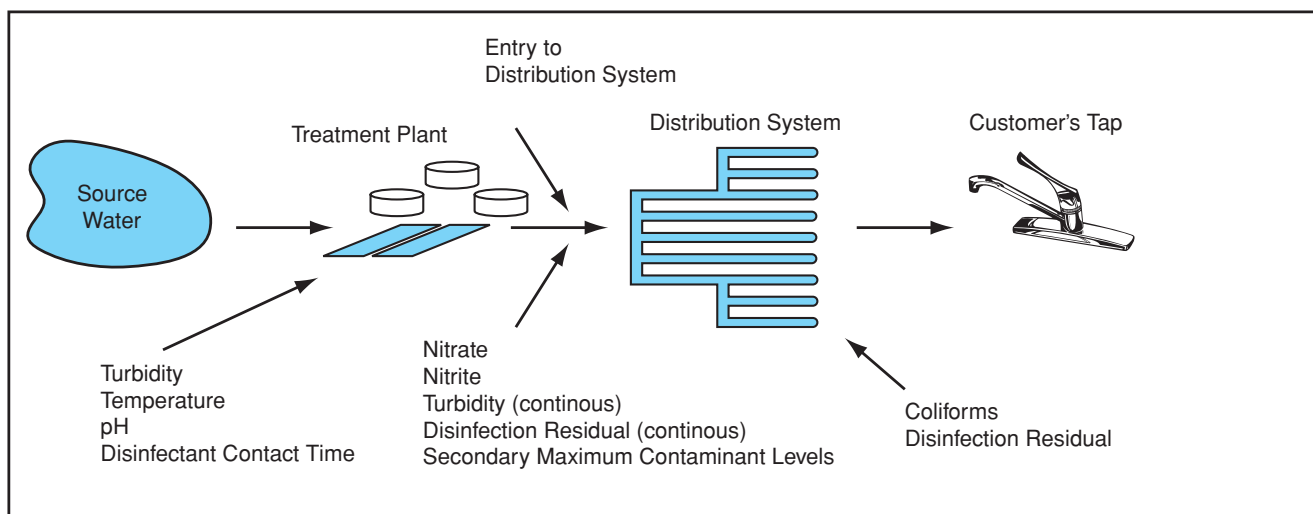 Entry to
Distribution System
Treatment Plant
Distribution System
Customer's Tap
Source
Water
Turbidity
Temperature
pH
Disinfectant Contact Time
Nitrate
Nitrite
Turbidity (continous)
Disinfection Residual (continous)
Secondary Maximum Contaminant Levels
Coliforms
Disinfection Residual